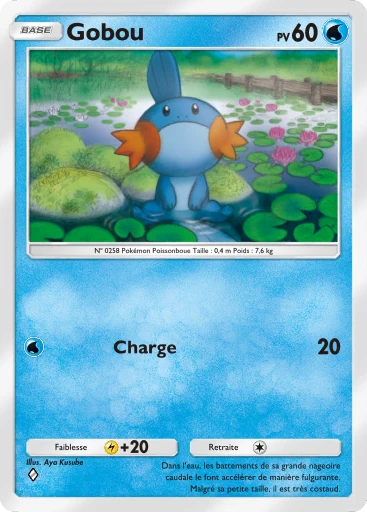 BASE Gobou PV 60
N° 0258 Pokémon Poissonboue Taille : 0,4 m Poids : 7,6 kg
Charge 20
Faiblesse +20 Retraite
Illus. Aya Kusube
Dans l'eau, les battements de sa grande nageoire
caudale le font accélérer de manière fulgurante.
Malgré sa petite taille, il est très costaud.